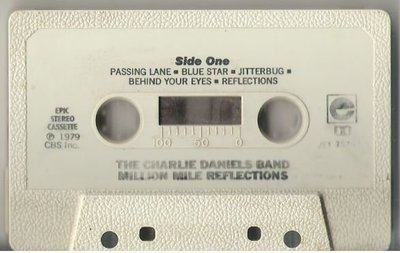 Side One
PASSING LANE ■ BLUE STAR ■ JITTERBUG ■
BEHIND YOUR EYES ■ REFLECTIONS
EPIC
STEREO
CASSETTE
℗ 1979
CBS Inc.
100 50 0
THE CHARLIE DANIELS BAND
MILLION MILE REFLECTIONS